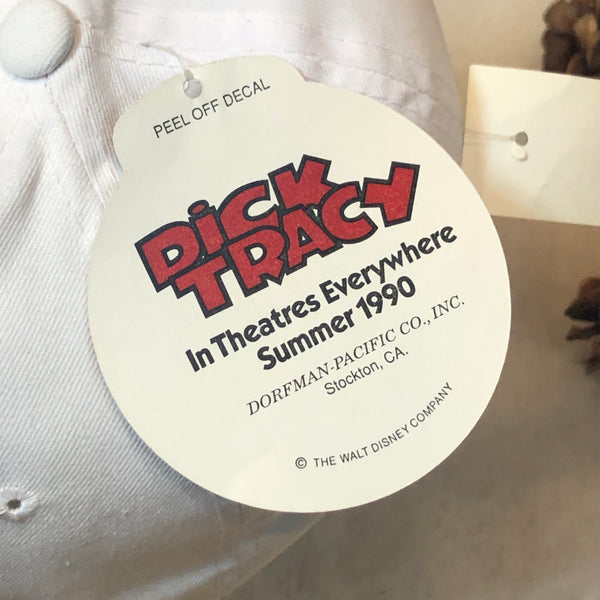 PEEL OFF DECAL
DiCK
TRACY
In Theatres Everywhere
Summer 1990
DORFMAN-PACIFIC CO., INC.
Stockton, CA.
© THE WALT DISNEY COMPANY